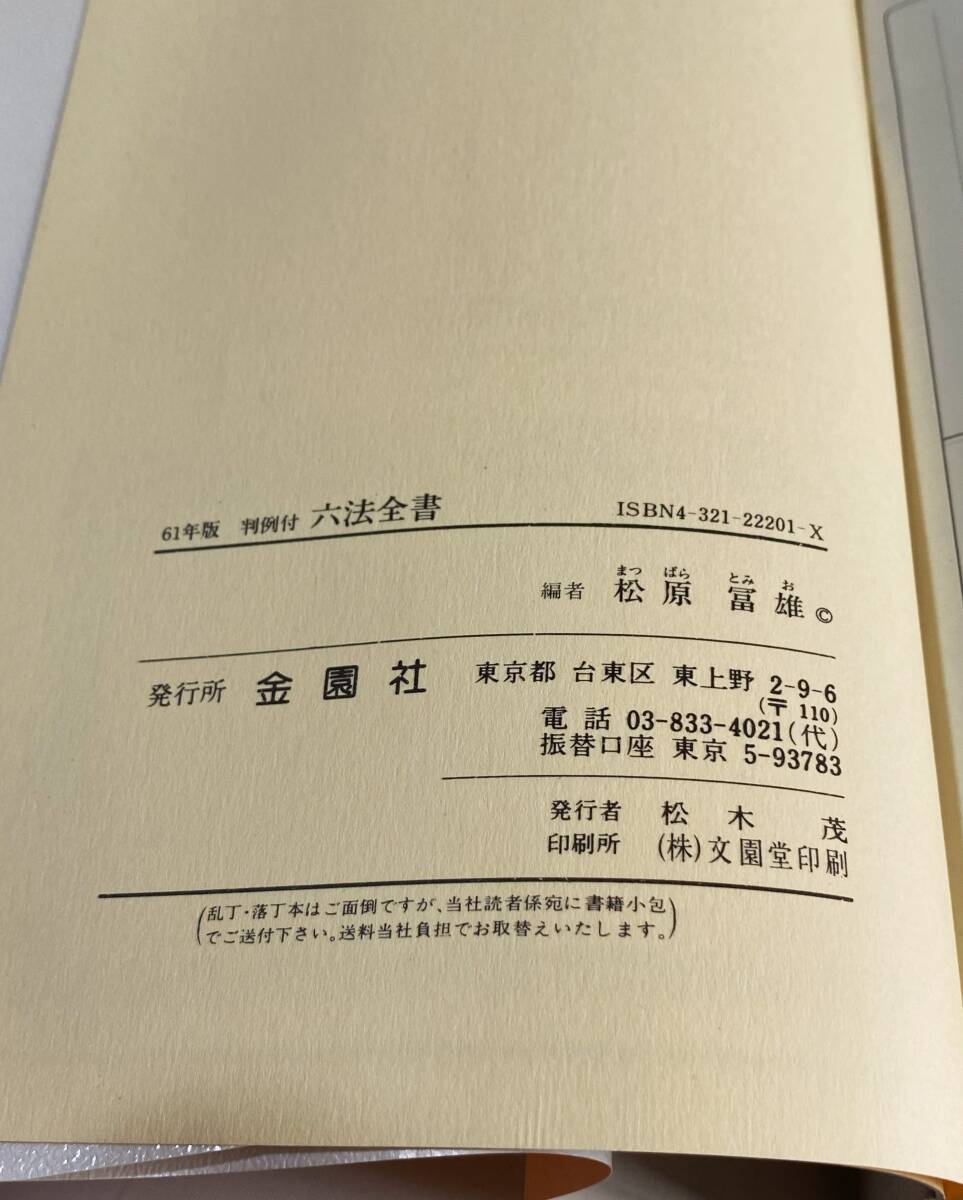 61年版 判例付 六法全書 ISBN4-321-22201-X
まつ ばら とみ お
編者 松原 冨雄 ©
発行所 金園社 東京都 台東区 東上野 2-9-6
(〒 110)
電話 03-833-4021(代)
振替口座 東京 5-93783
発行者 松木 茂
印刷所 (株)文園堂印刷
(乱丁・落丁本はご面倒ですが、当社読者係宛に書籍小包
でご送付下さい。送料当社負担でお取替えいたします。)